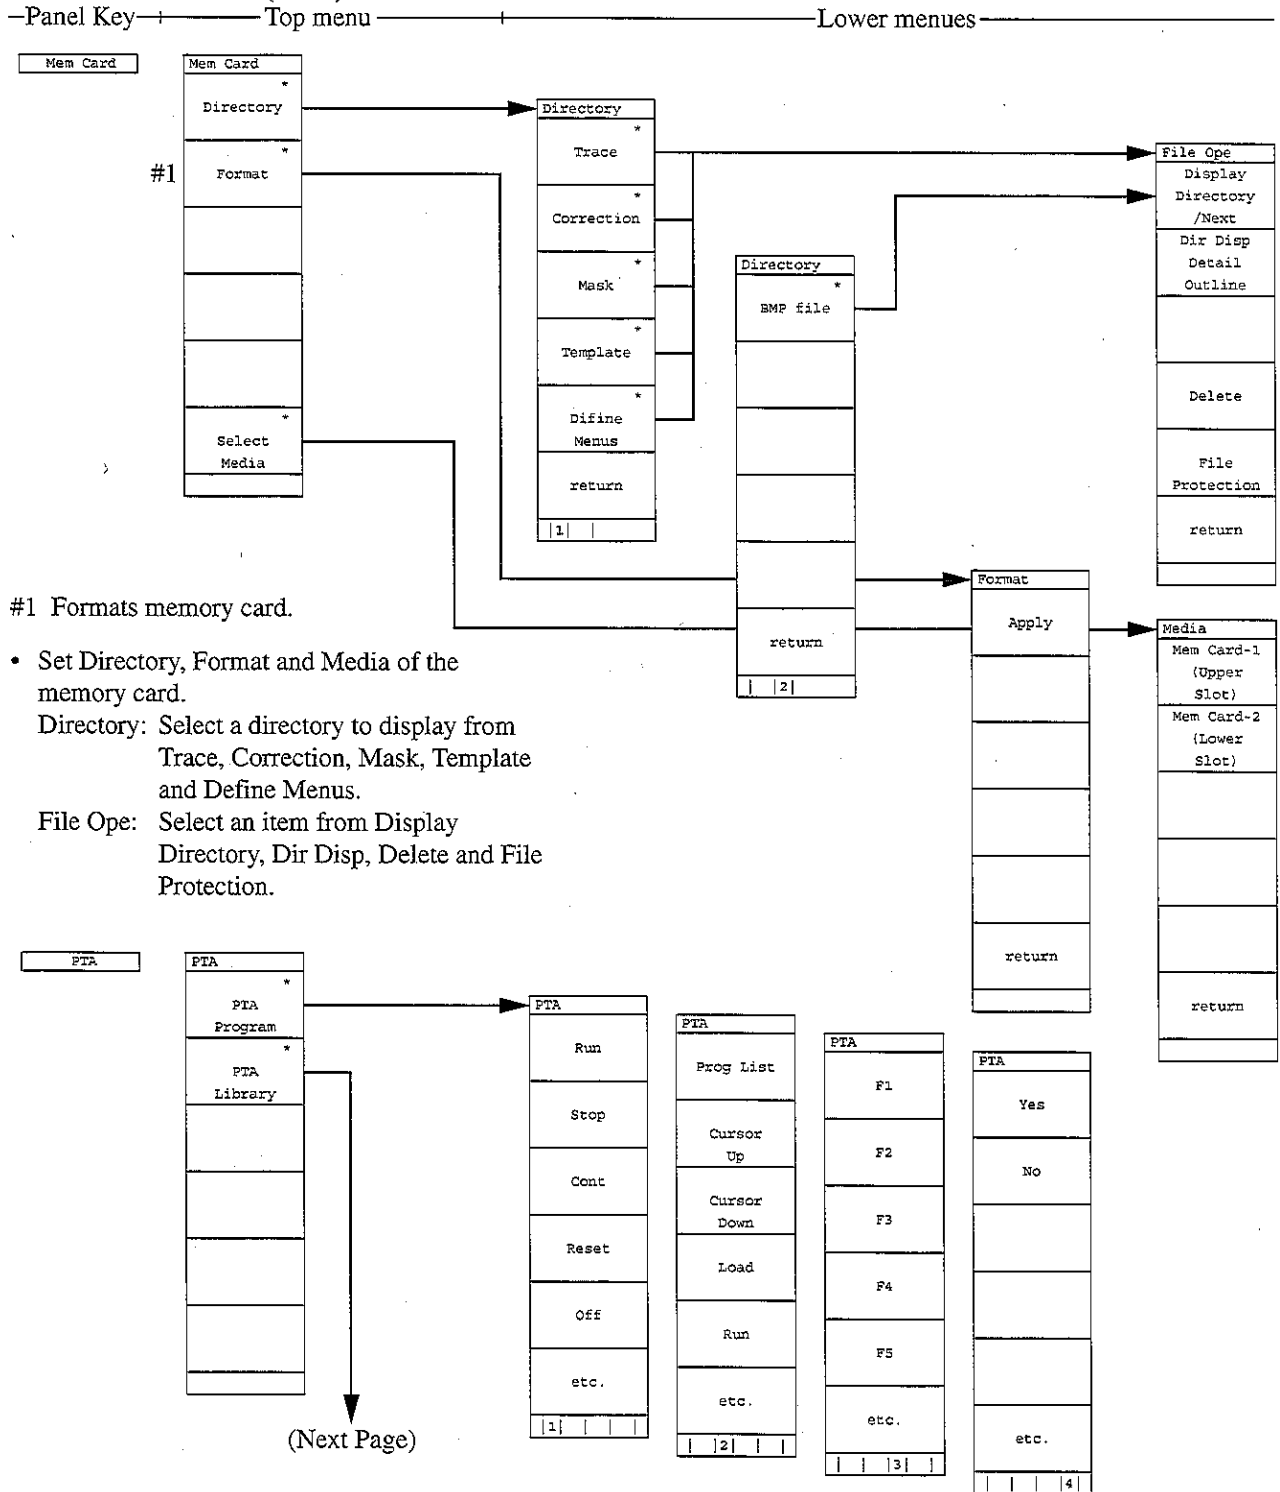 Panel Key
Top menu
Lower menues
Mem Card
Mem Card
*
Directory
*
#1
Format
*
Select
Media
Directory
*
Trace
*
Correction
*
Mask
*
Template
*
Difine
Menus
return
|1| |
Directory
*
BMP file
return
| |2|
File Ope
Display
Directory
/Next
Dir Disp
Detail
Outline
Delete
File
Protection
return
Format
Apply
return
Media
Mem Card-1
(Upper
Slot)
Mem Card-2
(Lower
Slot)
return
#1 Formats memory card.
• Set Directory, Format and Media of the
memory card.
Directory: Select a directory to display from
Trace, Correction, Mask, Template
and Define Menus.
File Ope: Select an item from Display
Directory, Dir Disp, Delete and File
Protection.
PTA
PTA
*
PTA
Program
*
PTA
Library
(Next Page)
PTA
Run
Stop
Cont
Reset
Off
etc.
|1| | | |
PTA
Prog List
Cursor
Up
Cursor
Down
Load
Run
etc.
| |2| | |
PTA
F1
F2
F3
F4
F5
etc.
| | |3| |
PTA
Yes
No
etc.
| | | |4|